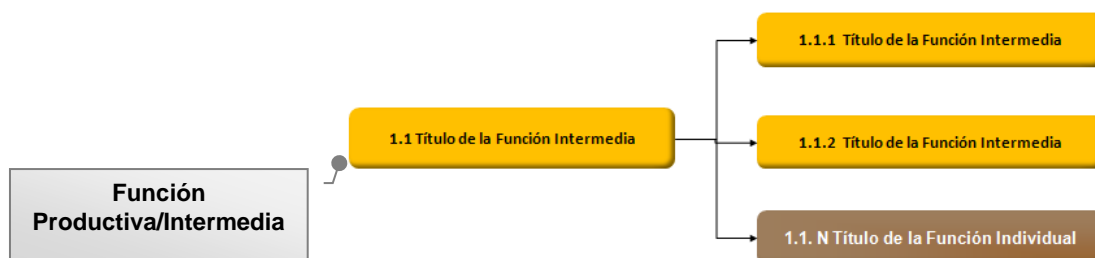 1.1.1 Título de la Función Intermedia
1.1 Título de la Función Intermedia
1.1.2 Título de la Función Intermedia
Función
Productiva/Intermedia
1.1. N Título de la Función Individual